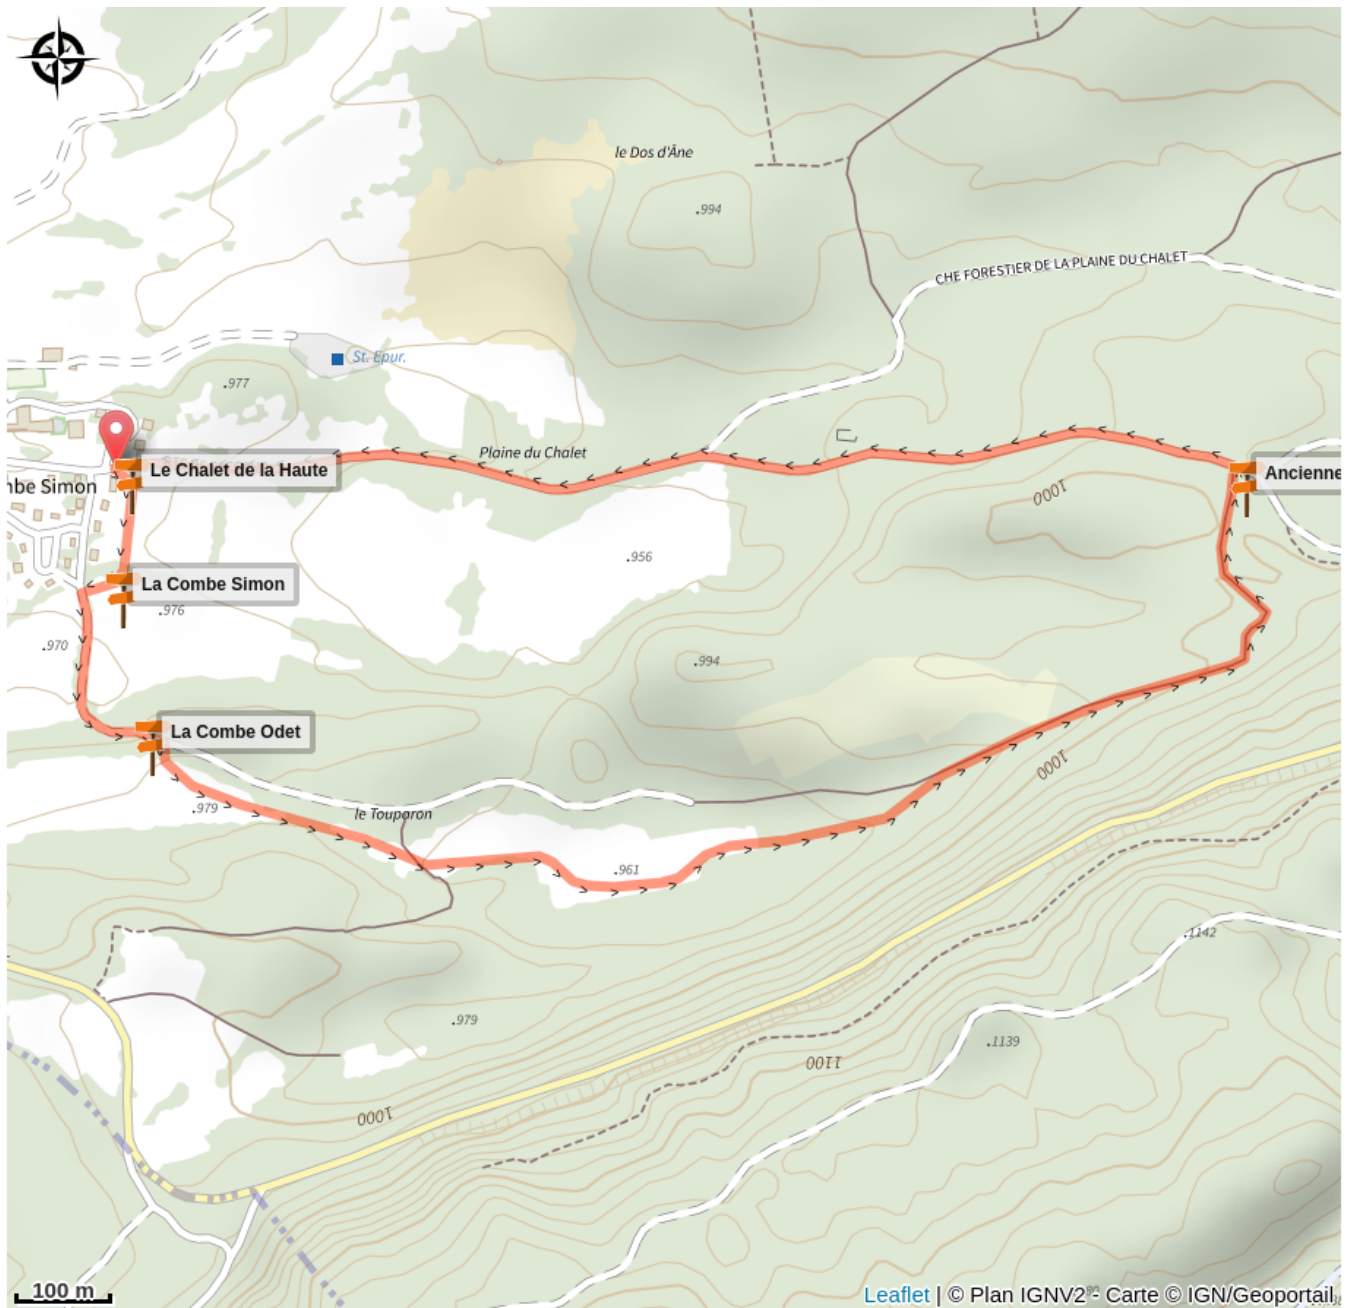 le Dos d'Âne
.994
CHE FORESTIER DE LA PLAINE DU CHALET
St. Epur.
.977
Plaine du Chalet
Le Chalet de la Haute
Ancienne
mbe Simon
1000
.956
La Combe Simon
.976
.970
.994
La Combe Odet
1000
.979
le Touparon
.961
.1142
.979
.1139
1100
1000
100 m
Leaflet | © Plan IGNV2 - Carte © IGN/Geoportail